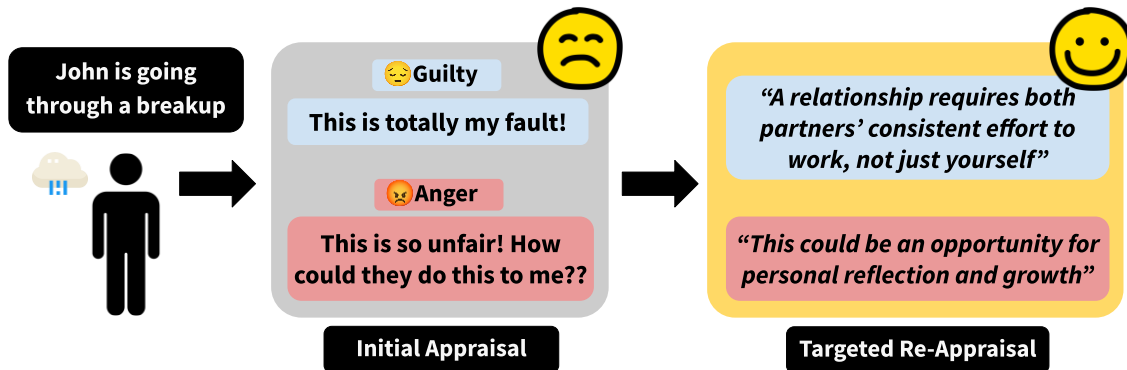 John is going
through a breakup
😔Guilty
This is totally my fault!
😡Anger
This is so unfair! How
could they do this to me??
Initial Appraisal
“A relationship requires both
partners’ consistent effort to
work, not just yourself”
“This could be an opportunity for
personal reflection and growth”
Targeted Re-Appraisal